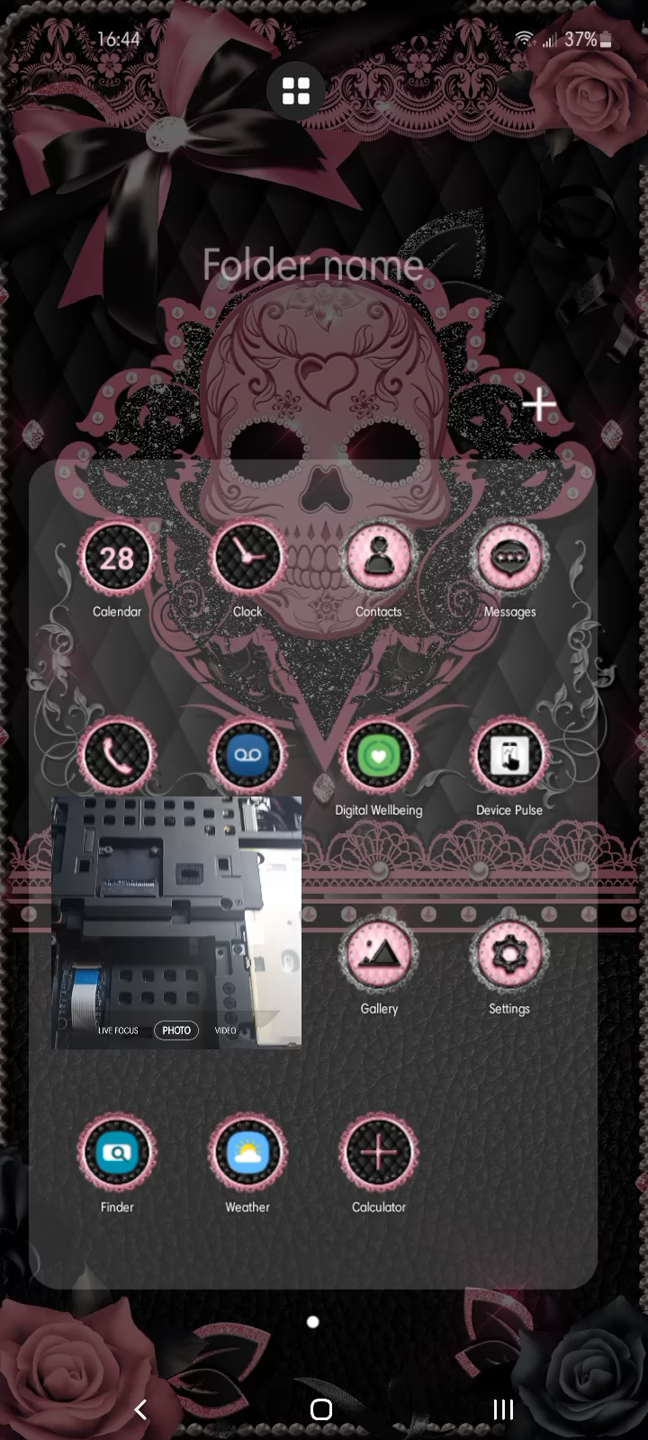 16:44
37%
Folder name
28
Calendar
Clock
Contacts
Messages
Digital Wellbeing
Device Pulse
LIVE FOCUS
PHOTO
VIDEO
Gallery
Settings
Finder
Weather
Calculator